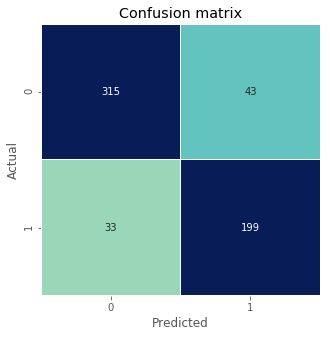 Confusion matrix
0
315
43
Actual
1
33
199
0
1
Predicted